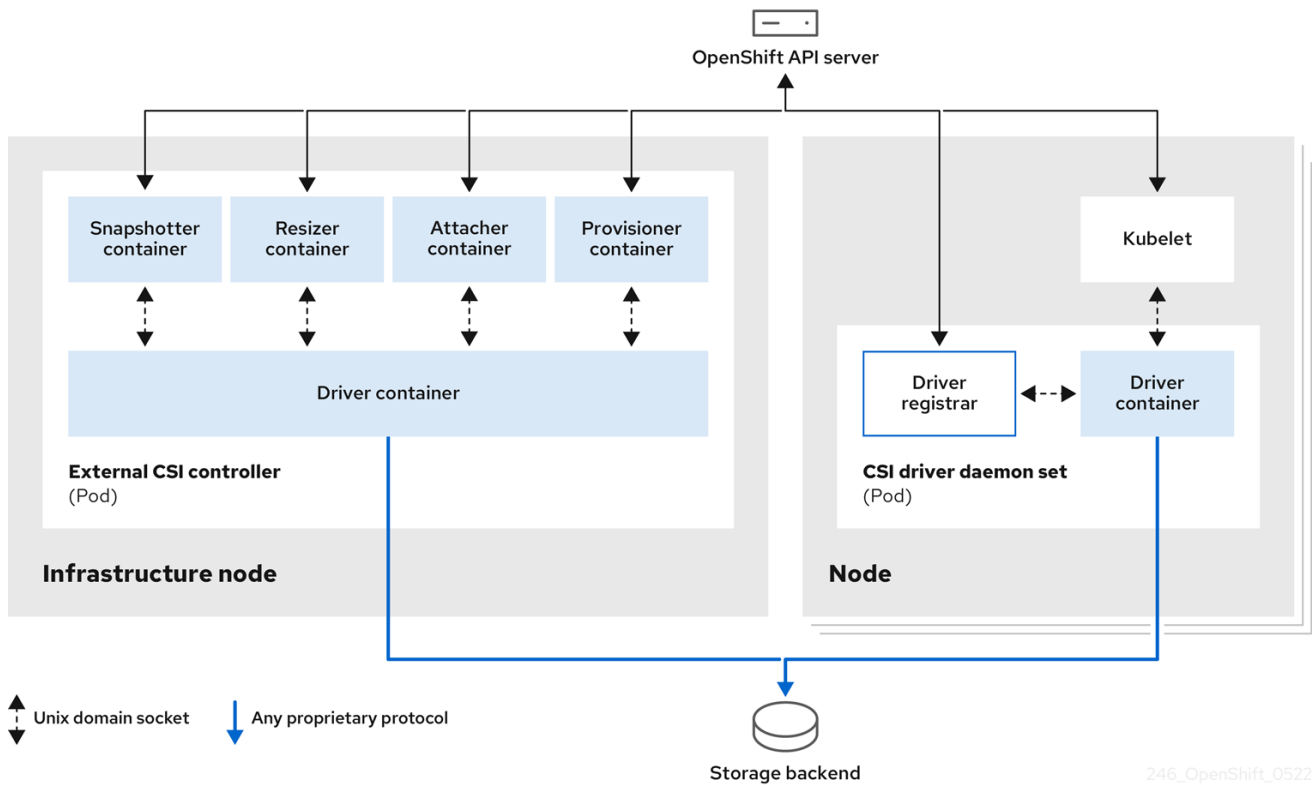 OpenShift API server
Snapshotter
container
Resizer
container
Attacher
container
Provisioner
container
Kubelet
Driver container
Driver
registrar
Driver
container
External CSI controller
(Pod)
CSI driver daemon set
(Pod)
Infrastructure node
Node
Unix domain socket
Any proprietary protocol
Storage backend
246_OpenShift_0522